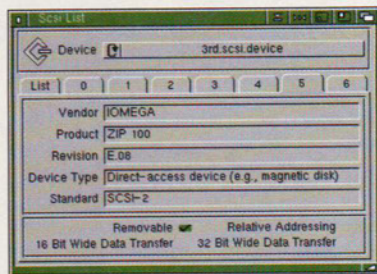 Scsi List
Device 3rd.scsi.device
List 0 1 2 3 4 5 6
Vendor IOMEGA
Product ZIP 100
Revision E.08
Device Type Direct-access device (e.g., magnetic disk)
Standard SCSI-2
Removable Relative Addressing
16 Bit Wide Data Transfer 32 Bit Wide Data Transfer